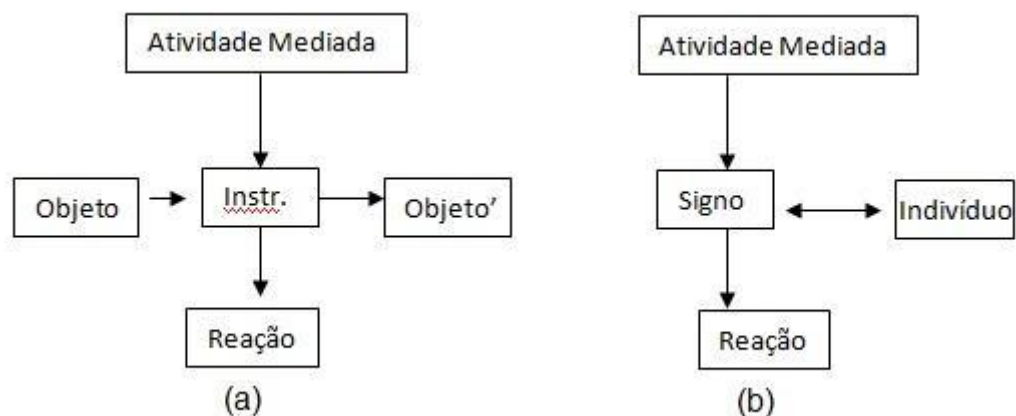 Atividade Mediada
Objeto
Instr.
Objeto’
Reação
(a)
Atividade Mediada
Signo
Indivíduo
Reação
(b)